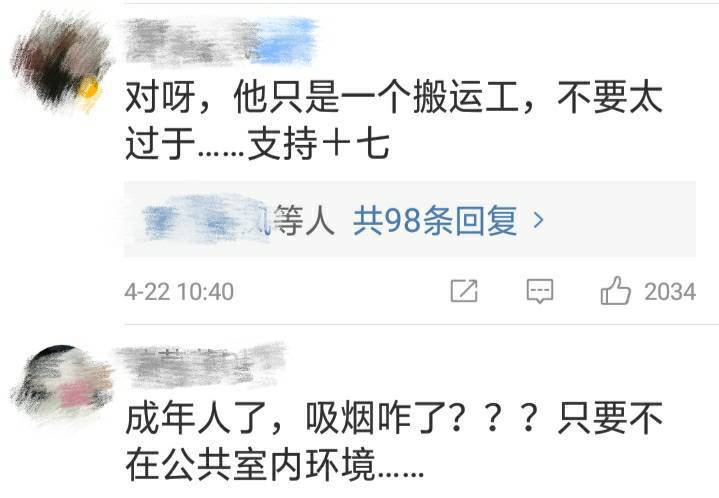 对呀，他只是一个搬运工，不要太
过于……支持十七
等人 共98条回复 >
4-22 10:40 2034
成年人了，吸烟咋了？？？只要不
在公共室内环境……